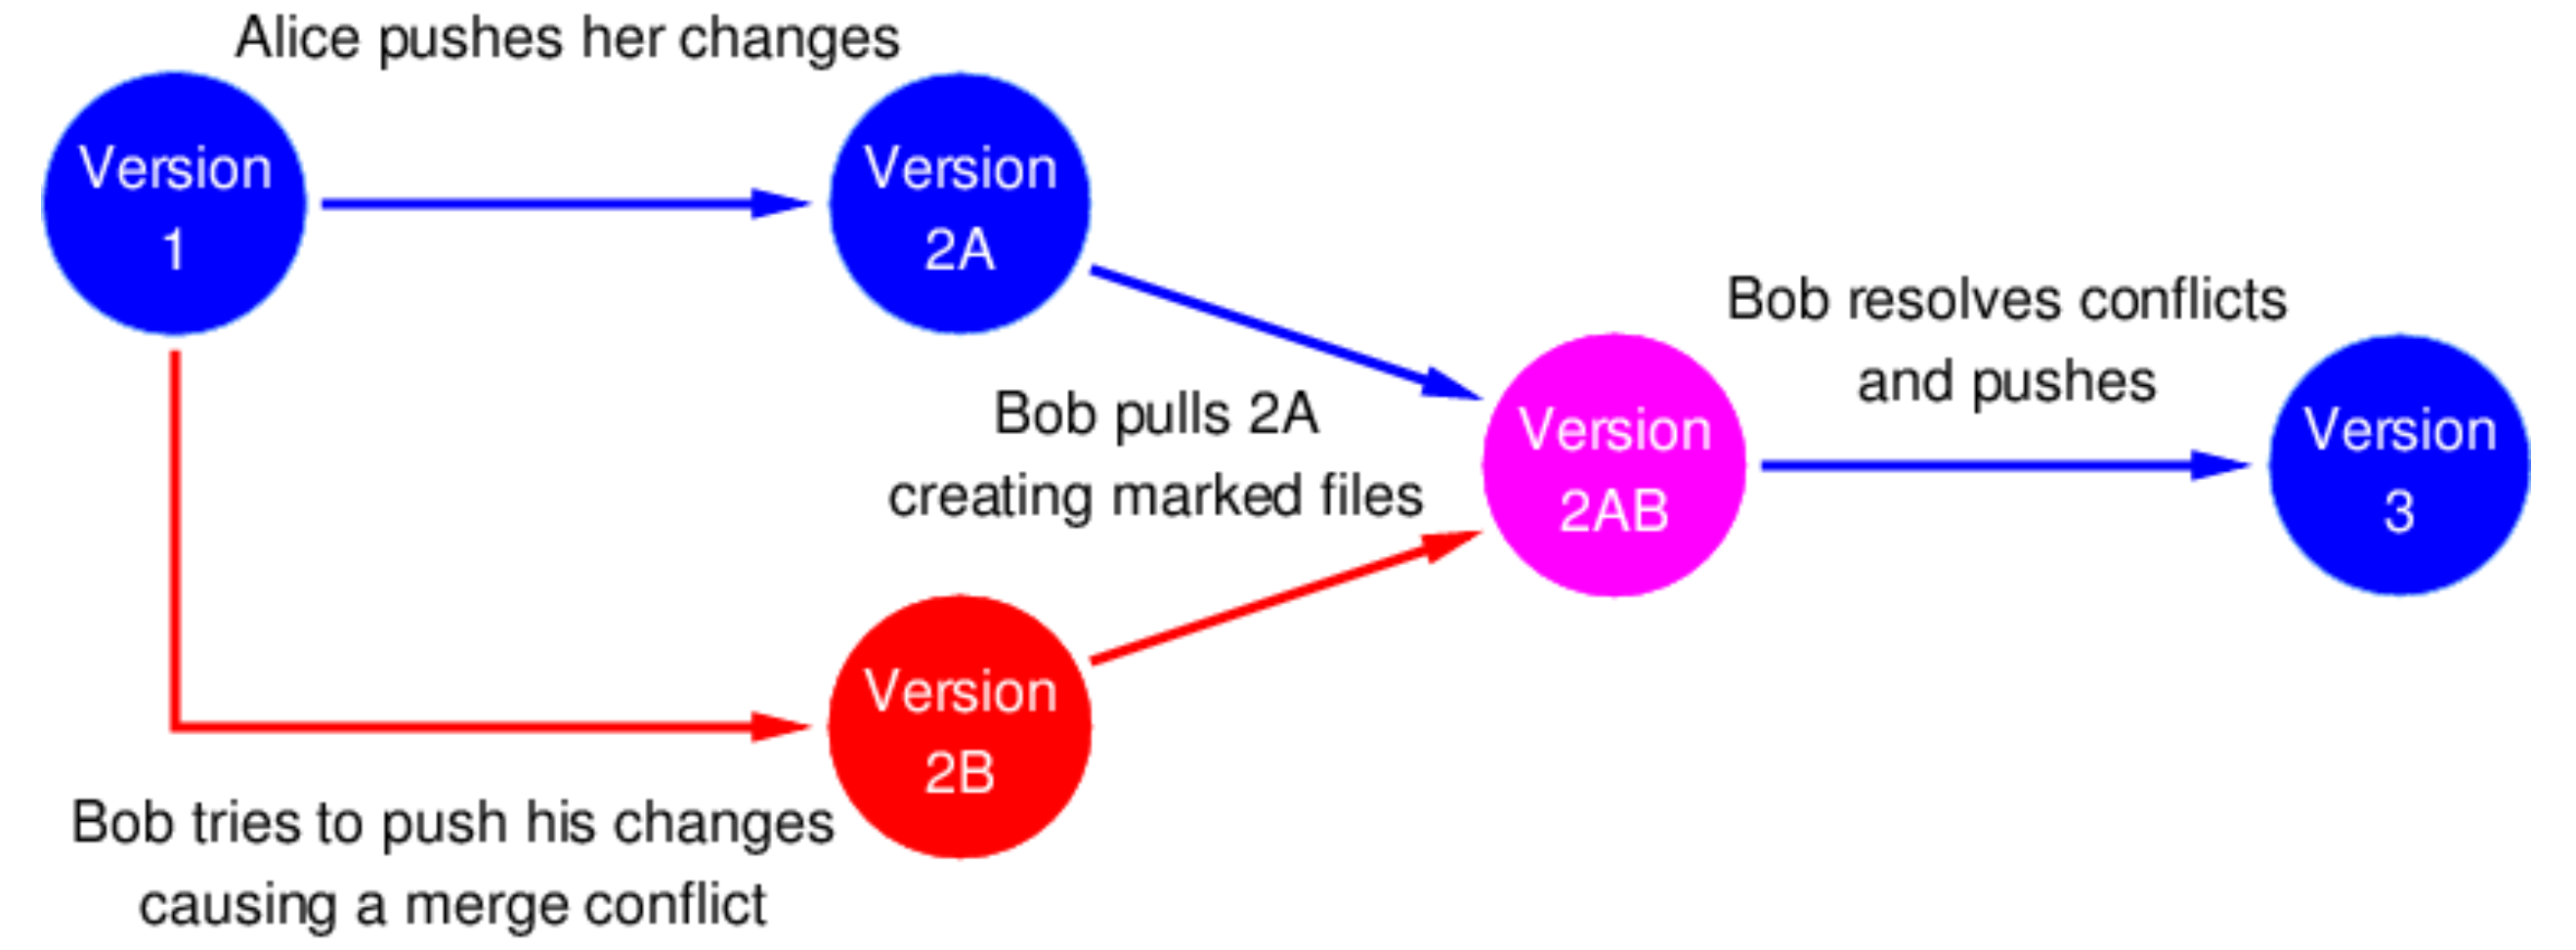 Alice pushes her changes
Version
1
Version
2A
Bob pulls 2A
creating marked files
Bob resolves conflicts
and pushes
Version
2AB
Version
3
Version
2B
Bob tries to push his changes
causing a merge conflict